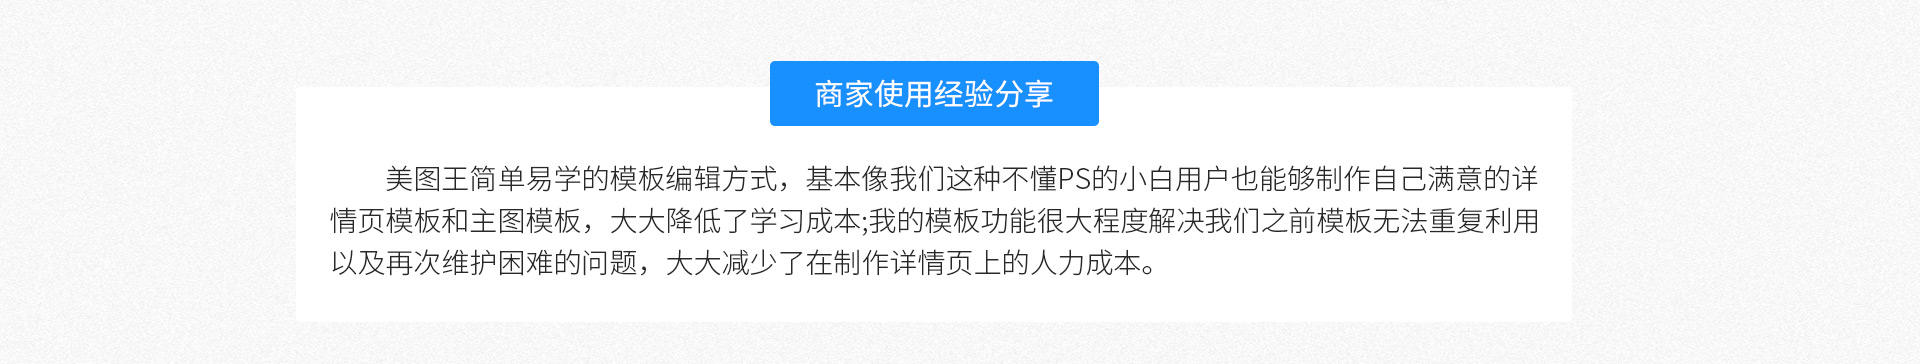 商家使用经验分享
美图王简单易学的模板编辑方式，基本像我们这种不懂PS的小白用户也能够制作自己满意的详
情页模板和主图模板，大大降低了学习成本;我的模板功能很大程度解决我们之前模板无法重复利用
以及再次维护困难的问题，大大减少了在制作详情页上的人力成本。